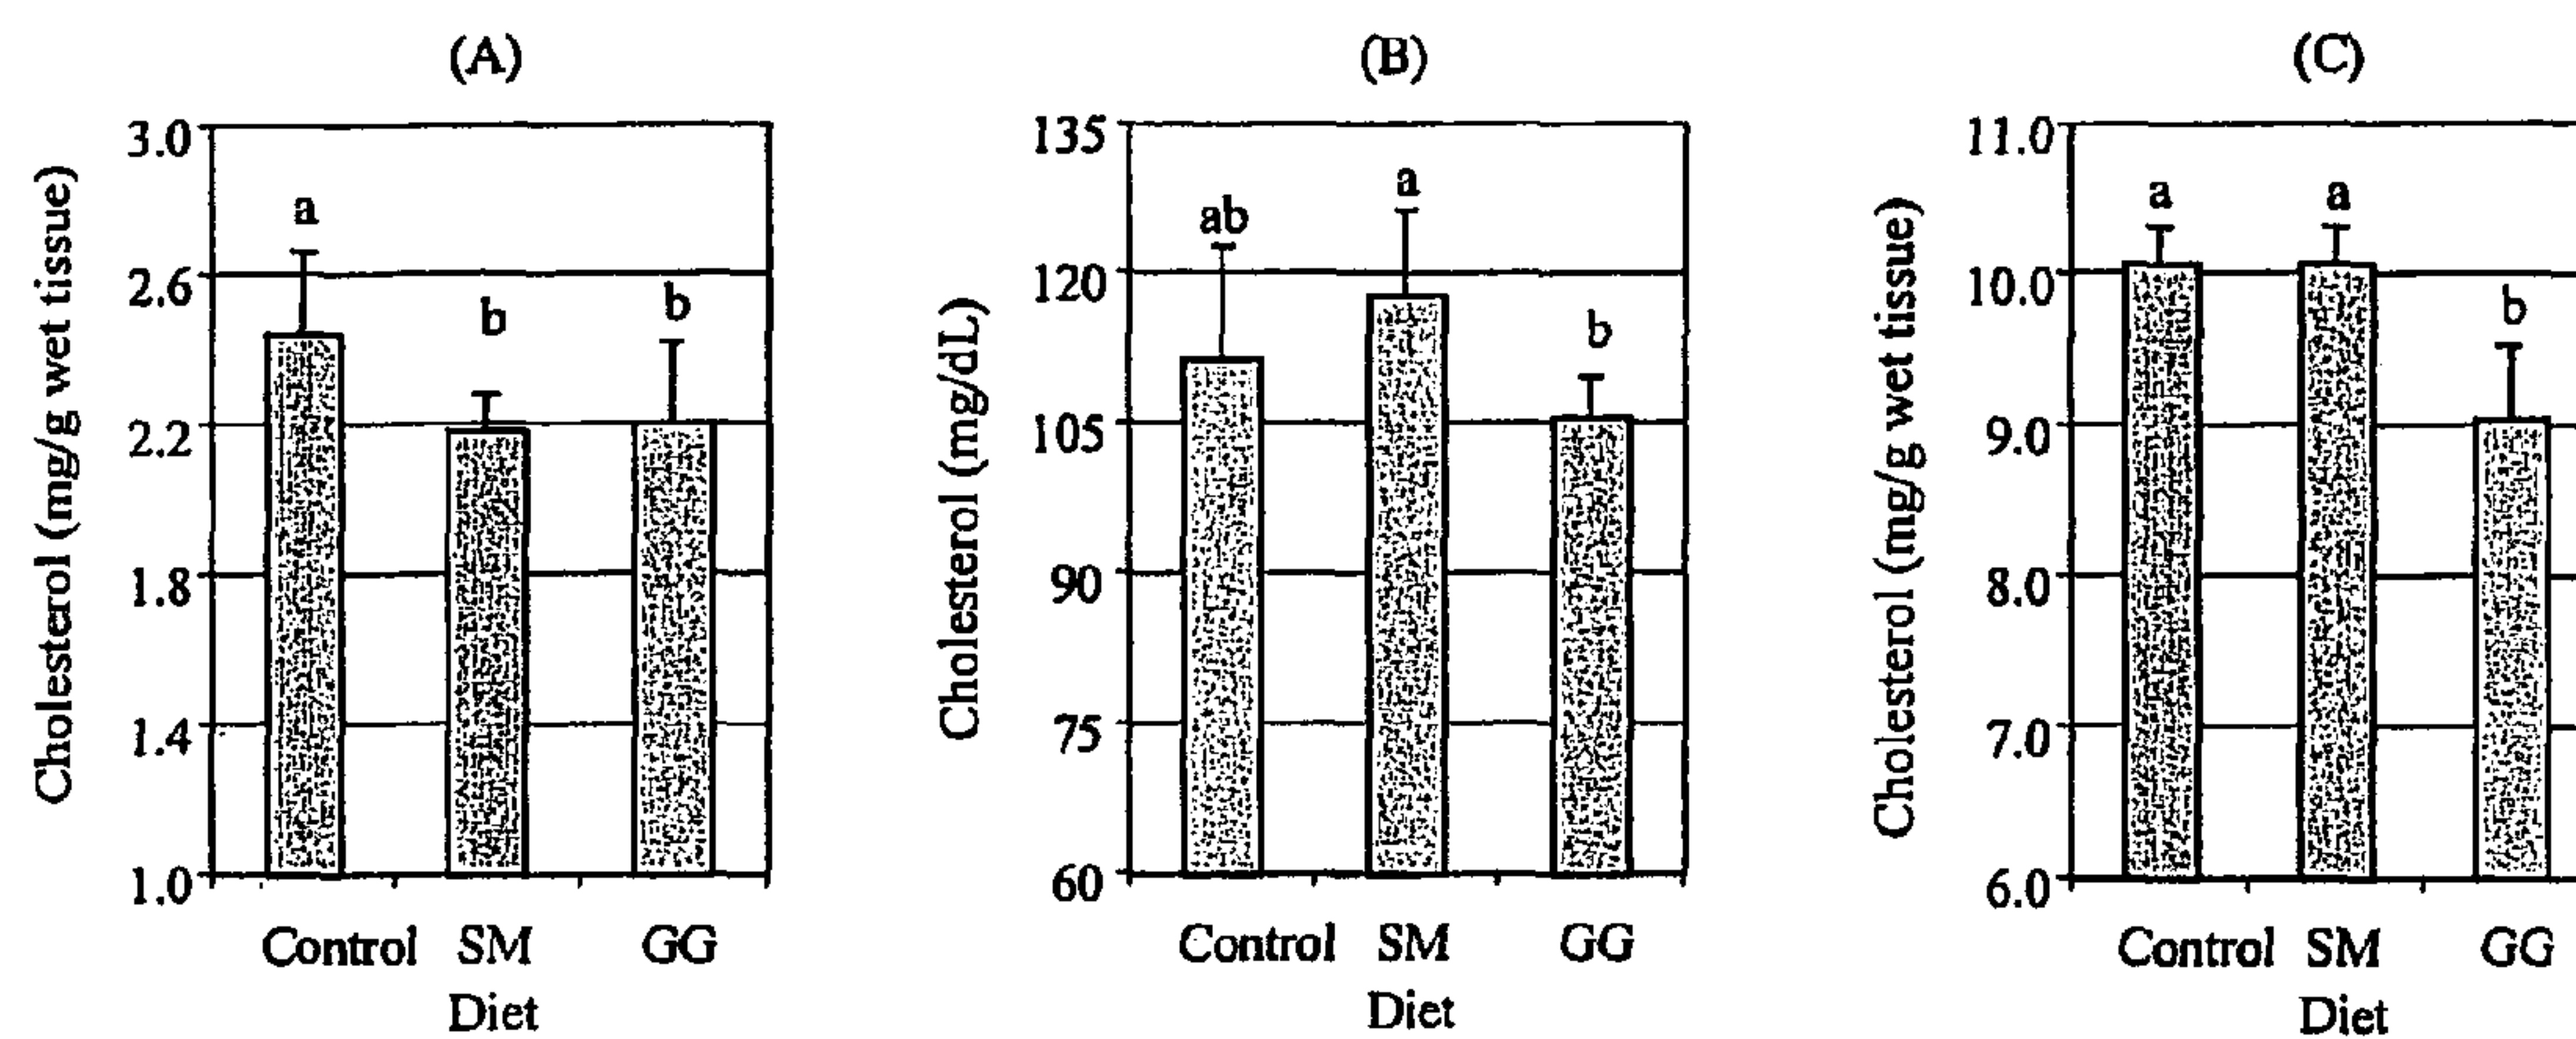 (A)
Cholesterol (mg/g wet tissue)
3.0
2.6
2.2
1.8
1.4
1.0
a
b
b
Control SM GG
Diet
(B)
Cholesterol (mg/dL)
135
120
105
90
75
60
ab
a
b
Control SM GG
Diet
(C)
Cholesterol (mg/g wet tissue)
11.0
10.0
9.0
8.0
7.0
6.0
a
a
b
Control SM GG
Diet